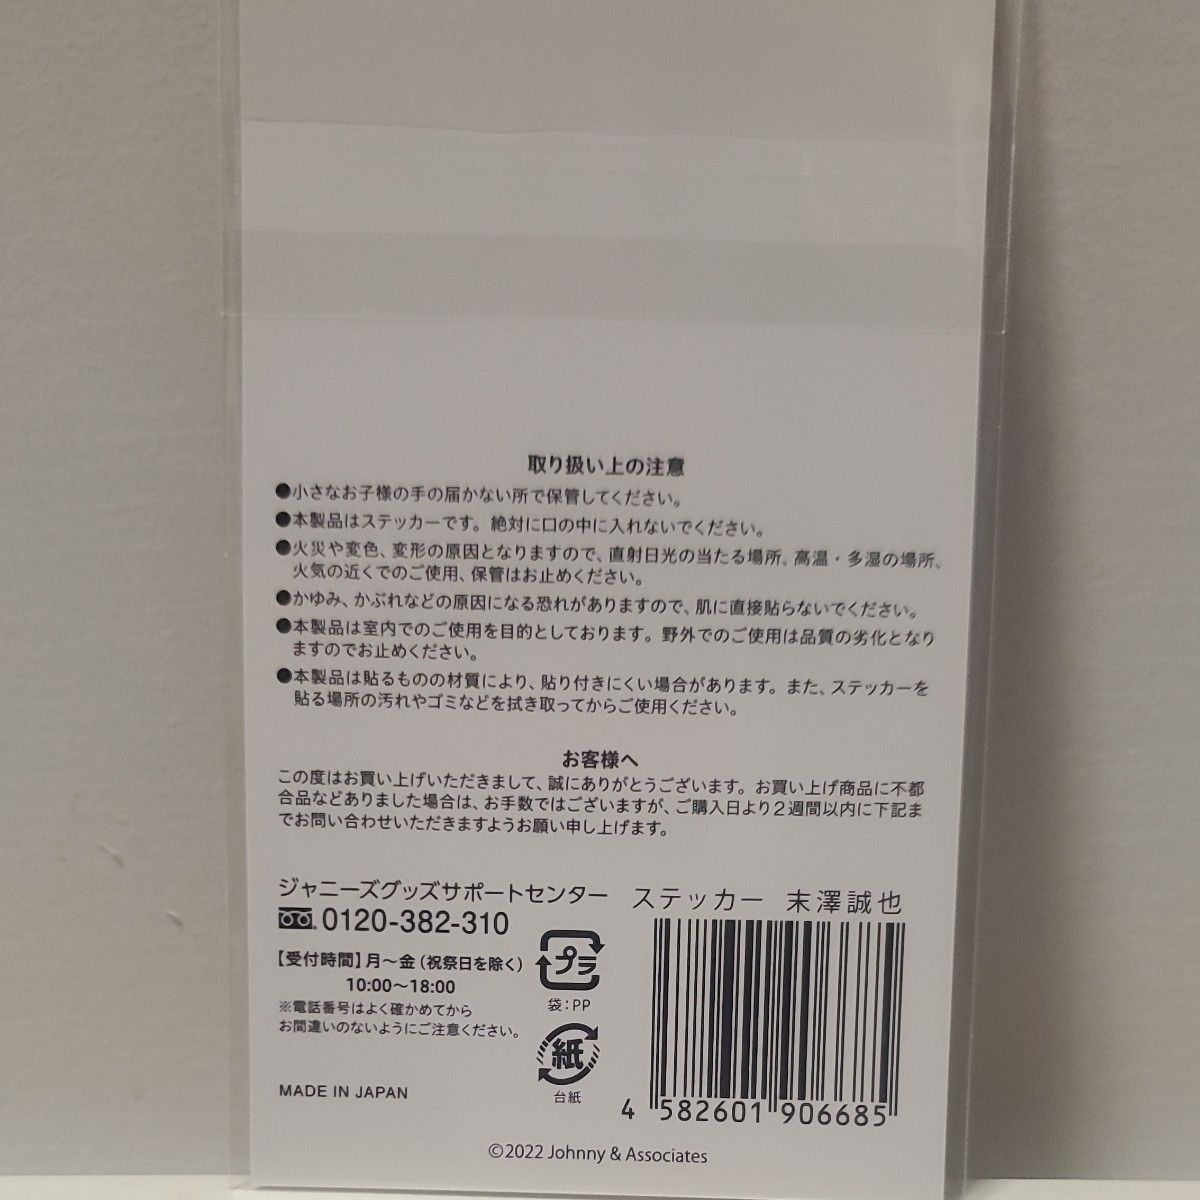 取り扱い上の注意
●小さなお子様の手の届かない所で保管してください。
●本製品はステッカーです。絶対に口の中に入れないでください。
●火災や変色、変形の原因となりますので、直射日光の当たる場所、高温・多湿の場所、
火気の近くでのご使用、保管はお止めください。
●かゆみ、かぶれなどの原因になる恐れがありますので、肌に直接貼らないでください。
●本製品は室内でのご使用を目的としております。野外でのご使用は品質の劣化となり
ますのでお止めください。
●本製品は貼るものの材質により、貼り付きにくい場合があります。また、ステッカーを
貼る場所の汚れやゴミなどを拭き取ってからご使用ください。
お客様へ
この度はお買い上げいただきまして、誠にありがとうございます。お買い上げ商品に不都
合品などありました場合は、お手数ではございますが、ご購入日より2週間以内に下記ま
でお問い合わせいただきますようお願い申し上げます。
ジャニーズグッズサポートセンター
0120-382-310
【受付時間】月〜金（祝祭日を除く）
10:00〜18:00
※電話番号はよく確かめてから
お間違いのないようにご注意ください。
MADE IN JAPAN
プラ
袋：PP
紙
台紙
ステッカー 末澤誠也
4 582601 906685
©2022 Johnny & Associates